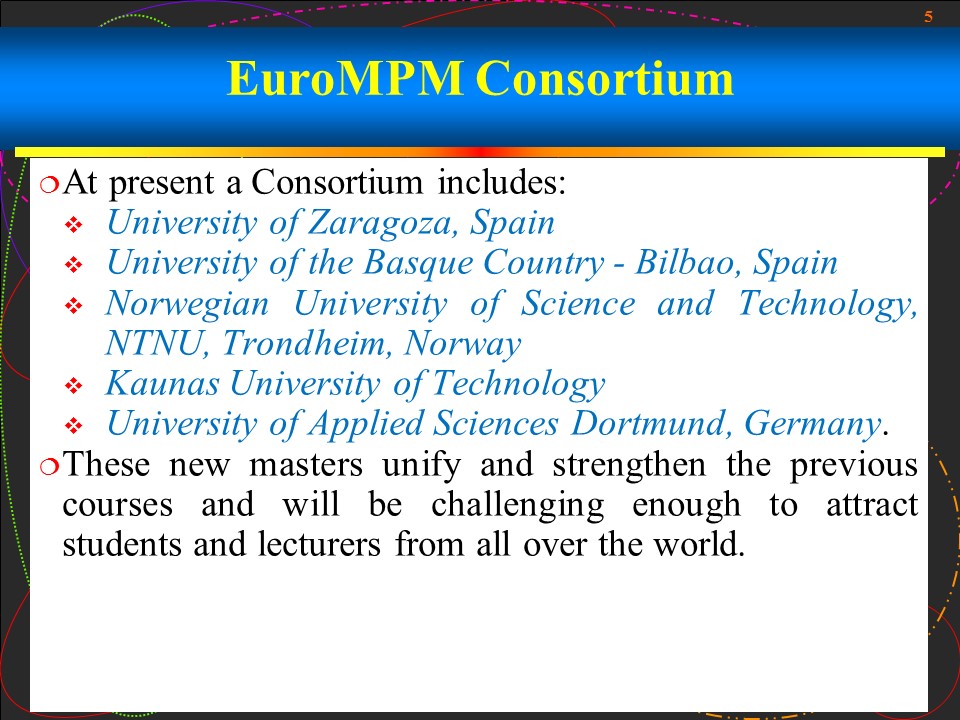 5
EuroMPM Consortium
❍ At present a Consortium includes:
❖ University of Zaragoza, Spain
❖ University of the Basque Country - Bilbao, Spain
❖ Norwegian University of Science and Technology,
NTNU, Trondheim, Norway
❖ Kaunas University of Technology
❖ University of Applied Sciences Dortmund, Germany.
❍ These new masters unify and strengthen the previous
courses and will be challenging enough to attract
students and lecturers from all over the world.